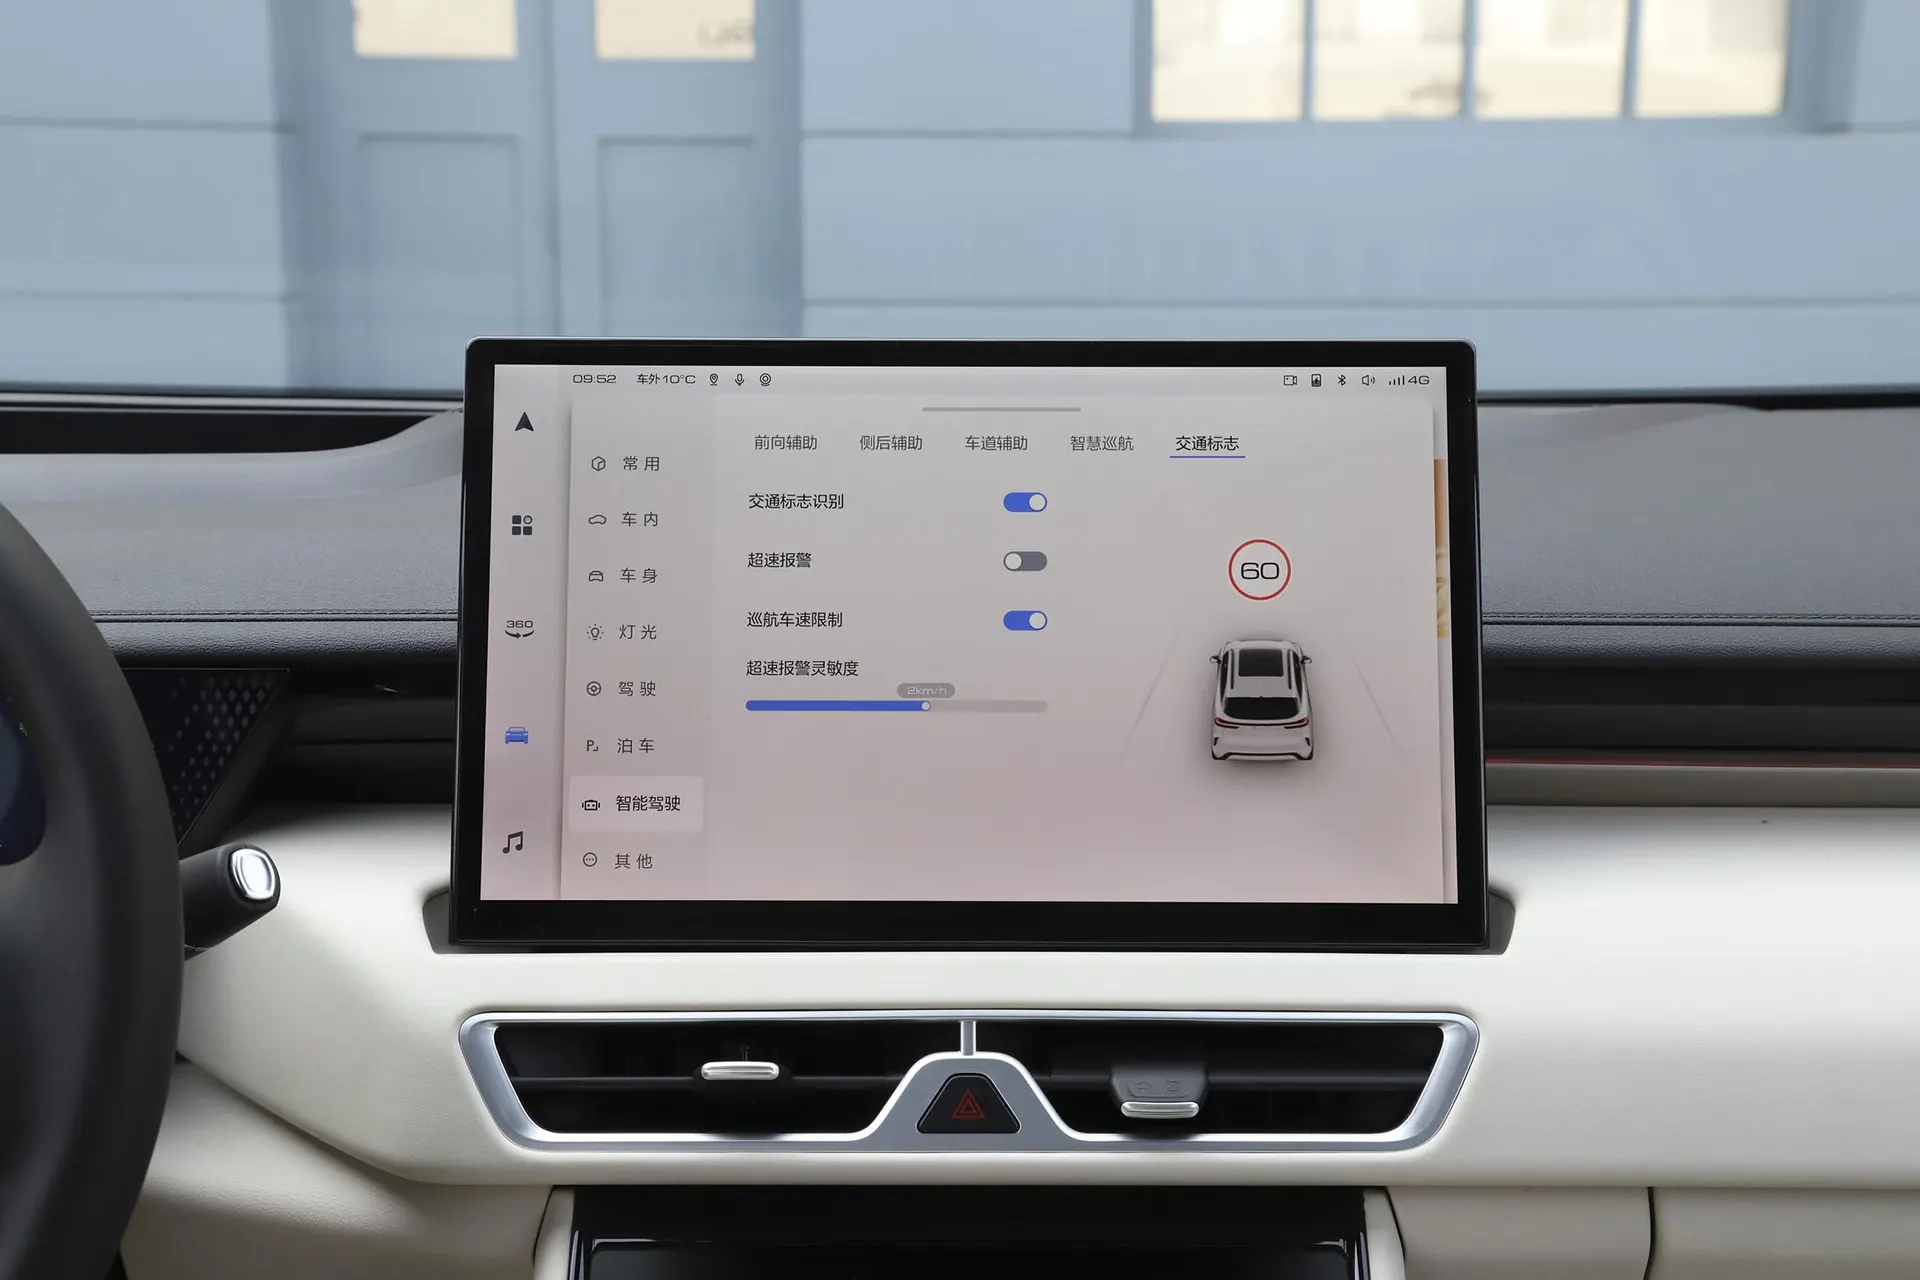 09:52 车外10°C
4G
360
常用
车内
车身
灯光
驾驶
泊车
智能驾驶
其他
前向辅助 侧后辅助 车道辅助 智慧巡航 交通标志
交通标志识别
超速报警
巡航车速限制
超速报警灵敏度
2km/h
60